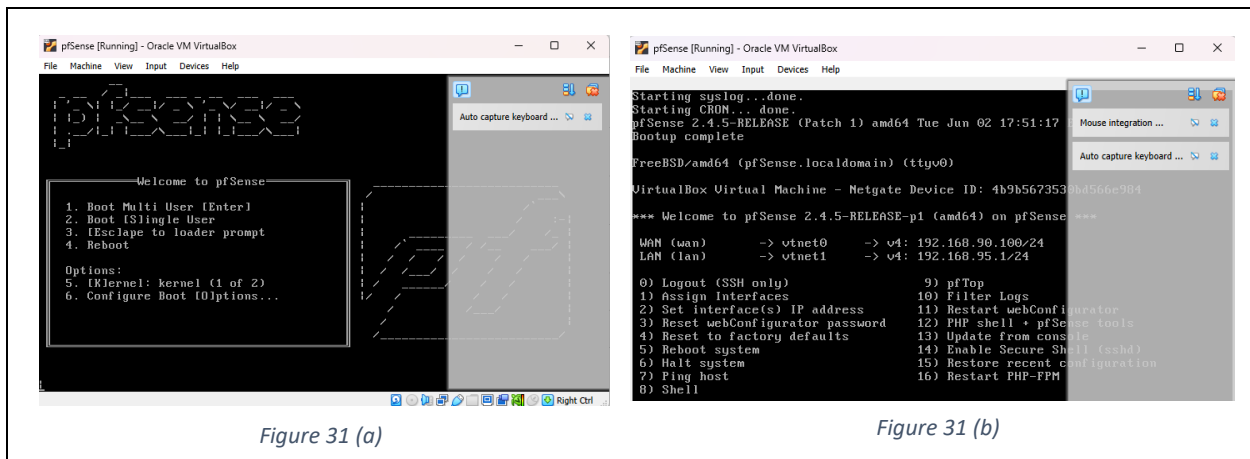 pfSense [Running] - Oracle VM VirtualBox
File Machine View Input Devices Help
Auto capture keyboard ...
Welcome to pfSense
1. Boot Multi User [Enter]
2. Boot [S]ingle User
3. [Esc]ape to loader prompt
4. Reboot
Options:
5. [K]ernel: kernel (1 of 2)
6. Configure Boot [O]ptions...
Right Ctrl
Figure 31 (a)
pfSense [Running] - Oracle VM VirtualBox
File Machine View Input Devices Help
Mouse integration ...
Auto capture keyboard ...
Starting syslog...done.
Starting CRON... done.
pfSense 2.4.5-RELEASE (Patch 1) amd64 Tue Jun 02 17:51:17
Bootup complete
FreeBSD/amd64 (pfSense.localdomain) (ttyv0)
VirtualBox Virtual Machine - Netgate Device ID: 4b9b5673530bd566e984
*** Welcome to pfSense 2.4.5-RELEASE-p1 (amd64) on pfSense ***
WAN (wan) -> vtnet0 -> v4: 192.168.90.100/24
LAN (lan) -> vtnet1 -> v4: 192.168.95.1/24
0) Logout (SSH only) 9) pfTop
1) Assign Interfaces 10) Filter Logs
2) Set interface(s) IP address 11) Restart webConfigurator
3) Reset webConfigurator password 12) PHP shell + pfSense tools
4) Reset to factory defaults 13) Update from console
5) Reboot system 14) Enable Secure Shell (sshd)
6) Halt system 15) Restore recent configuration
7) Ping host 16) Restart PHP-FPM
8) Shell
Figure 31 (b)